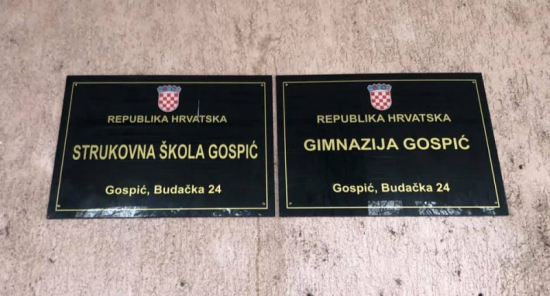 REPUBLIKA HRVATSKA
STRUKOVNA ŠKOLA GOSPIĆ
Gospić, Budačka 24
REPUBLIKA HRVATSKA
GIMNAZIJA GOSPIĆ
Gospić, Budačka 24